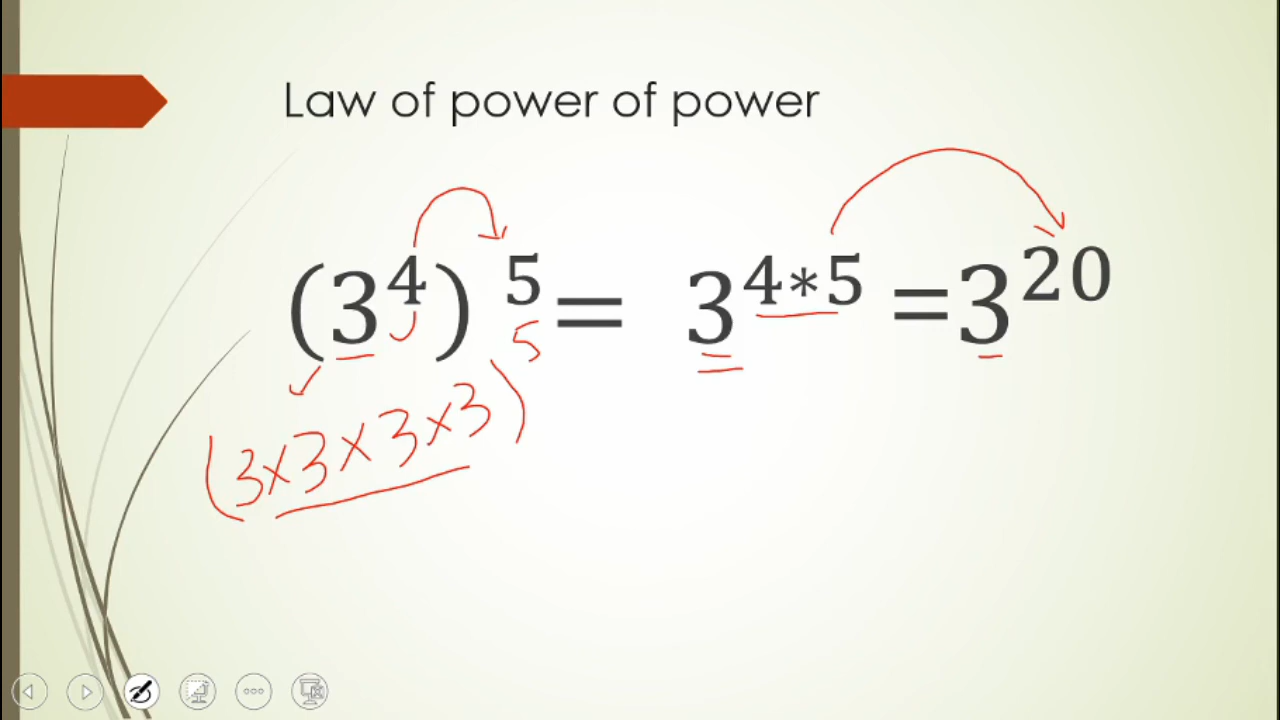 Law of power of power
(3⁴)⁵ = 3⁴*⁵ =3²⁰
(3×3×3×3)⁵